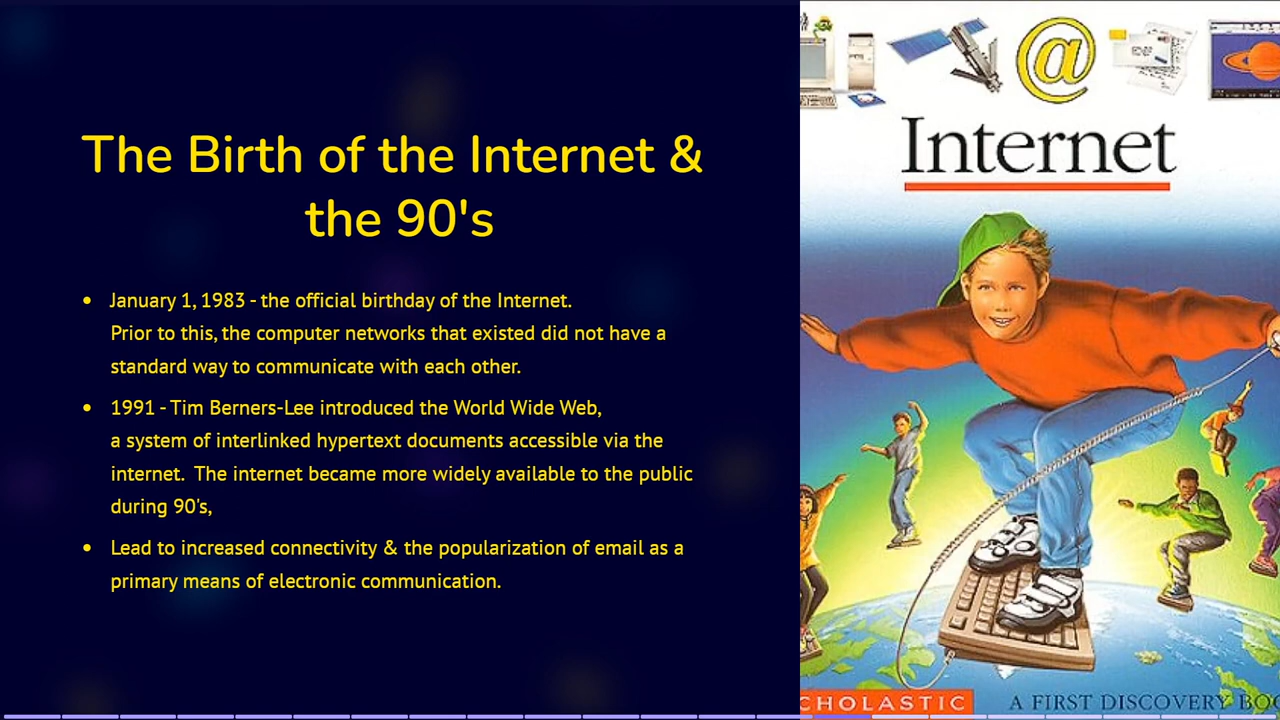 The Birth of the Internet &
the 90's
• January 1, 1983 - the official birthday of the Internet.
Prior to this, the computer networks that existed did not have a
standard way to communicate with each other.
• 1991 - Tim Berners-Lee introduced the World Wide Web,
a system of interlinked hypertext documents accessible via the
internet.  The internet became more widely available to the public
during 90's,
• Lead to increased connectivity & the popularization of email as a
primary means of electronic communication.
@
Internet
CHOLASTIC
A FIRST DISCOVERY BOO